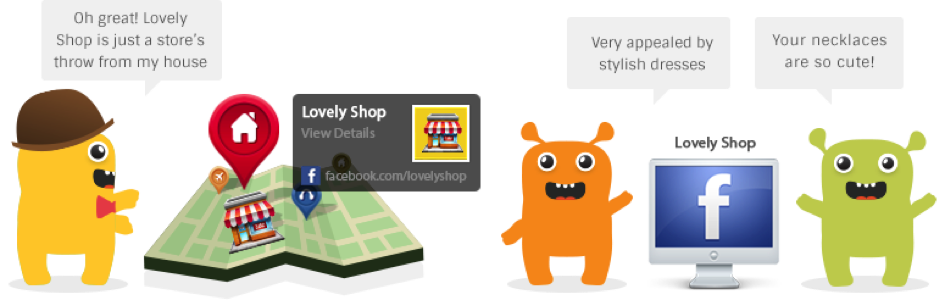 Oh great! Lovely
Shop is just a store's
throw from my house
Lovely Shop
View Details
f facebook.com/lovelyshop
Very appealed by
stylish dresses
Your necklaces
are so cute!
Lovely Shop
f